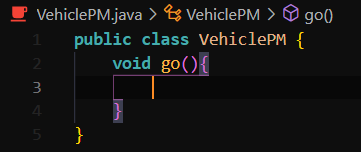 VehiclePM.java > VehiclePM > go()
1 public class VehiclePM {
2     void go(){
3
4     }
5 }